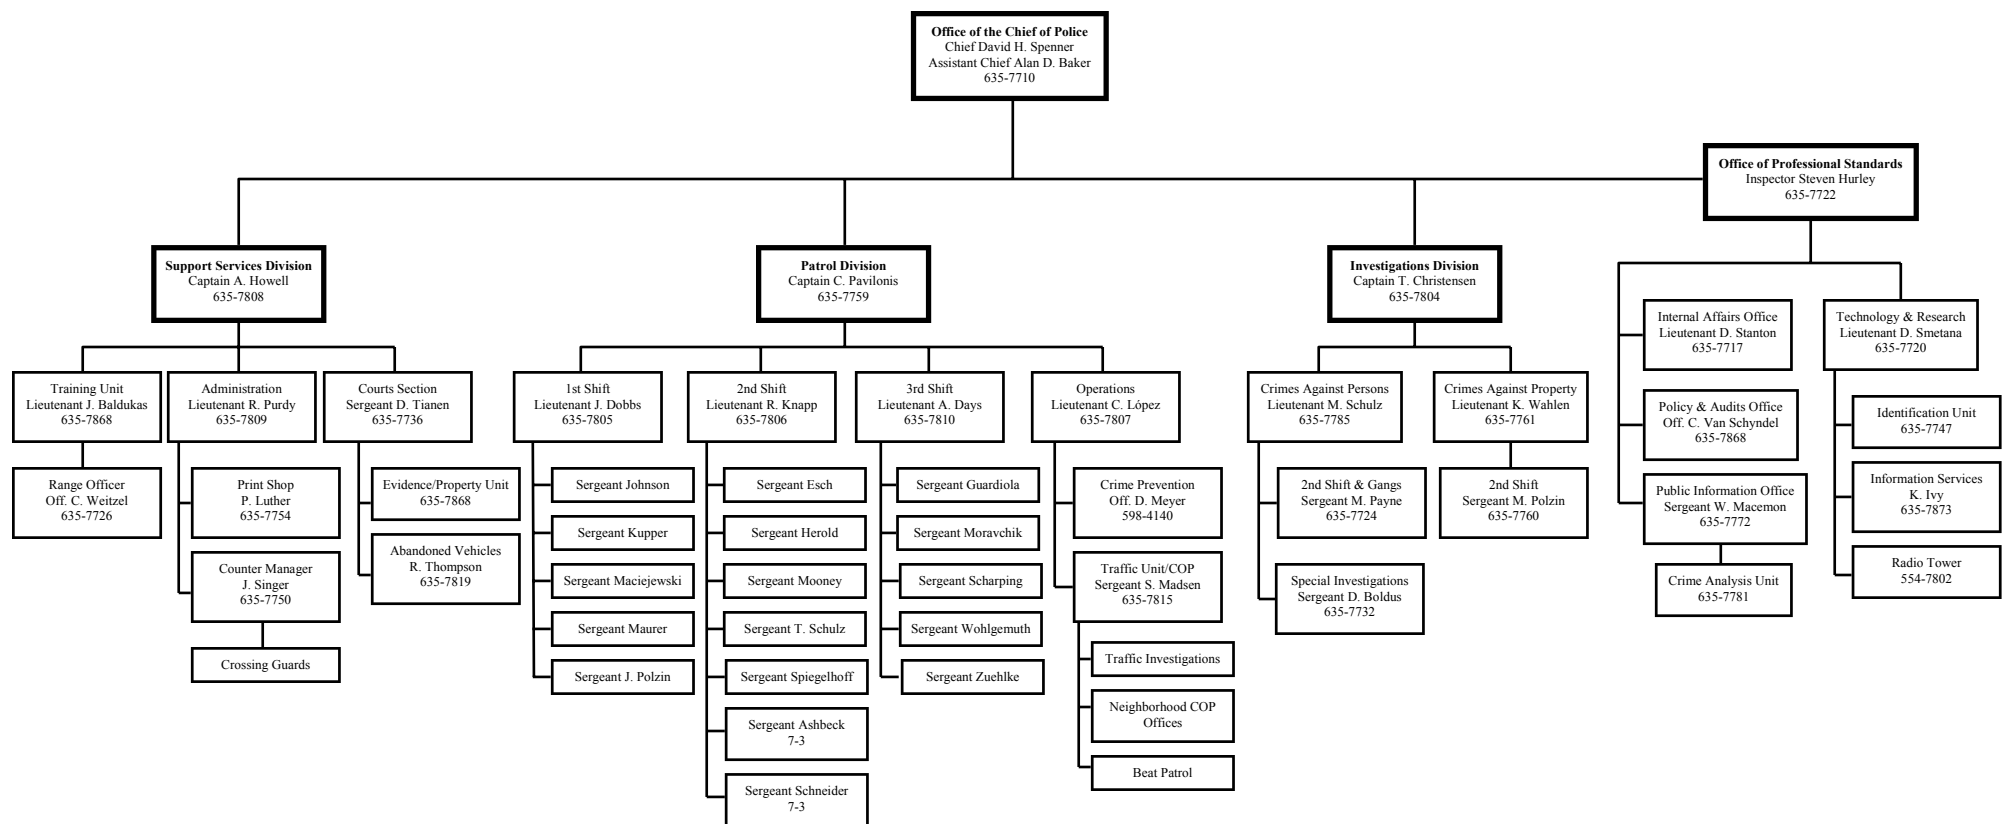 Office of the Chief of Police
Chief David H. Spenner
Assistant Chief Alan D. Baker
635-7710
Office of Professional Standards
Inspector Steven Hurley
635-7722
Support Services Division
Captain A. Howell
635-7808
Patrol Division
Captain C. Pavilonis
635-7759
Investigations Division
Captain T. Christensen
635-7804
Training Unit
Lieutenant J. Baldukas
635-7868
Range Officer
Off. C. Weitzel
635-7726
Administration
Lieutenant R. Purdy
635-7809
Print Shop
P. Luther
635-7754
Counter Manager
J. Singer
635-7750
Crossing Guards
Courts Section
Sergeant D. Tianen
635-7736
Evidence/Property Unit
635-7868
Abandoned Vehicles
R. Thompson
635-7819
1st Shift
Lieutenant J. Dobbs
635-7805
Sergeant Johnson
Sergeant Kupper
Sergeant Maciejewski
Sergeant Maurer
Sergeant J. Polzin
2nd Shift
Lieutenant R. Knapp
635-7806
Sergeant Esch
Sergeant Herold
Sergeant Mooney
Sergeant T. Schulz
Sergeant Spiegelhoff
Sergeant Ashbeck
7-3
Sergeant Schneider
7-3
3rd Shift
Lieutenant A. Days
635-7810
Sergeant Guardiola
Sergeant Moravchik
Sergeant Scharping
Sergeant Wohlgemuth
Sergeant Zuehlke
Operations
Lieutenant C. López
635-7807
Crime Prevention
Off. D. Meyer
598-4140
Traffic Unit/COP
Sergeant S. Madsen
635-7815
Traffic Investigations
Neighborhood COP
Offices
Beat Patrol
Crimes Against Persons
Lieutenant M. Schulz
635-7785
2nd Shift & Gangs
Sergeant M. Payne
635-7724
Special Investigations
Sergeant D. Boldus
635-7732
Crimes Against Property
Lieutenant K. Wahlen
635-7761
2nd Shift
Sergeant M. Polzin
635-7760
Internal Affairs Office
Lieutenant D. Stanton
635-7717
Policy & Audits Office
Off. C. Van Schyndel
635-7868
Public Information Office
Sergeant W. Macemon
635-7772
Crime Analysis Unit
635-7781
Technology & Research
Lieutenant D. Smetana
635-7720
Identification Unit
635-7747
Information Services
K. Ivy
635-7873
Radio Tower
554-7802